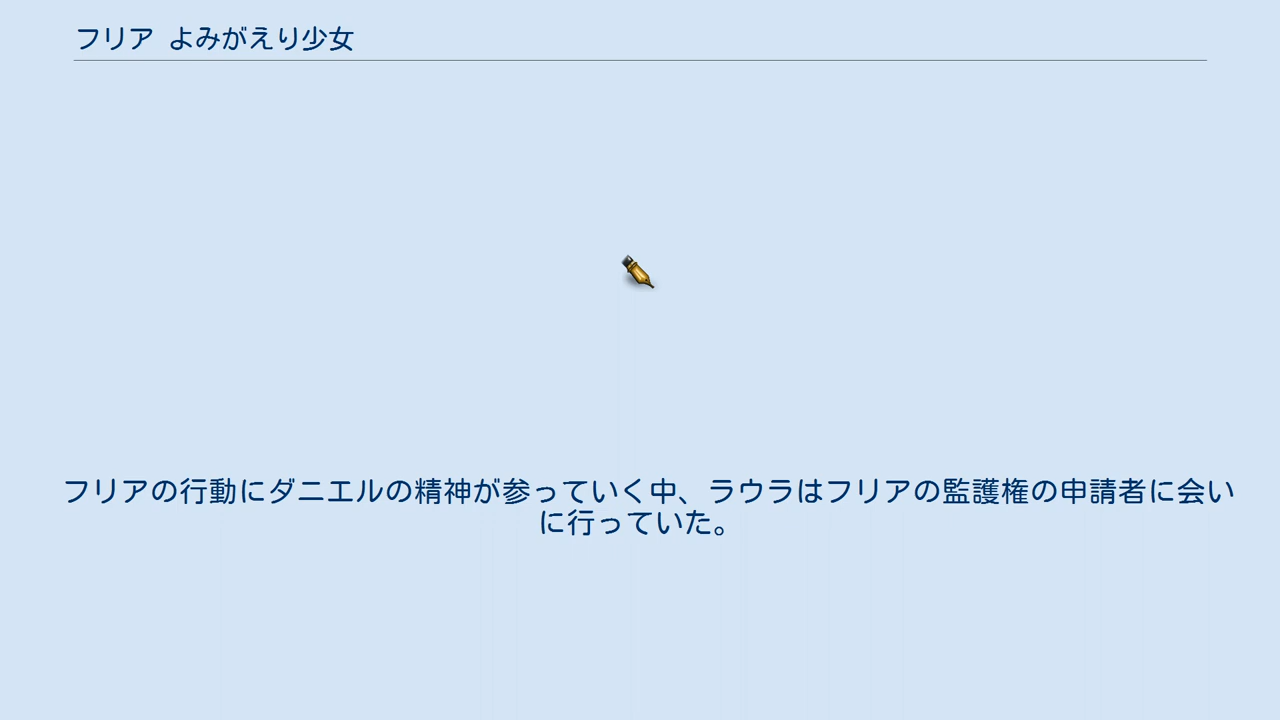 フリア よみがえり少女
フリアの行動にダニエルの精神が参っていく中、ラウラはフリアの監護権の申請者に会い
に行っていた。